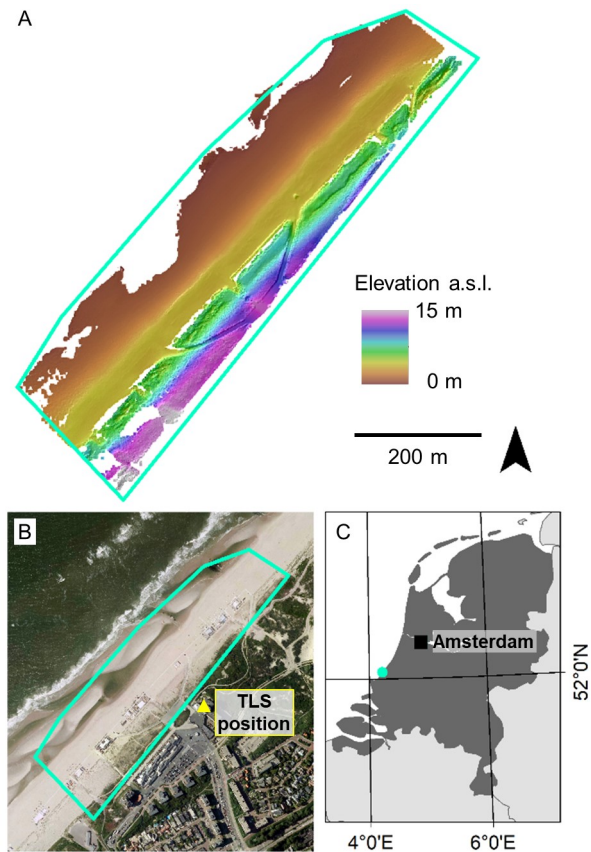 A
Elevation a.s.l.
15 m
0 m
200 m
B
TLS
position
C
Amsterdam
52°0'N
4°0'E
6°0'E